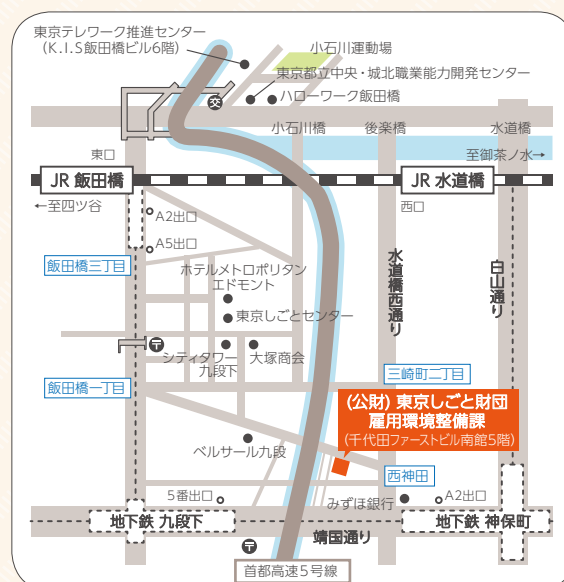 東京テレワーク推進センター
（K.I.S飯田橋ビル6階）
小石川運動場
東京都立中央・城北職業能力開発センター
交
ハローワーク飯田橋
小石川橋
後楽橋
水道橋
東口
至御茶ノ水→
JR 飯田橋
JR 水道橋
←至四ツ谷
西口
A2出口
A5出口
飯田橋三丁目
水道橋西通り
白山通り
ホテルメトロポリタン
エドモント
東京しごとセンター
〒
シティタワー
九段下
大塚商会
飯田橋一丁目
三崎町二丁目
(公財) 東京しごと財団
雇用環境整備課
(千代田ファーストビル南館5階)
ベルサール九段
西神田
5番出口
みずほ銀行
A2出口
地下鉄 九段下
地下鉄 神保町
靖国通り
〒
首都高速5号線